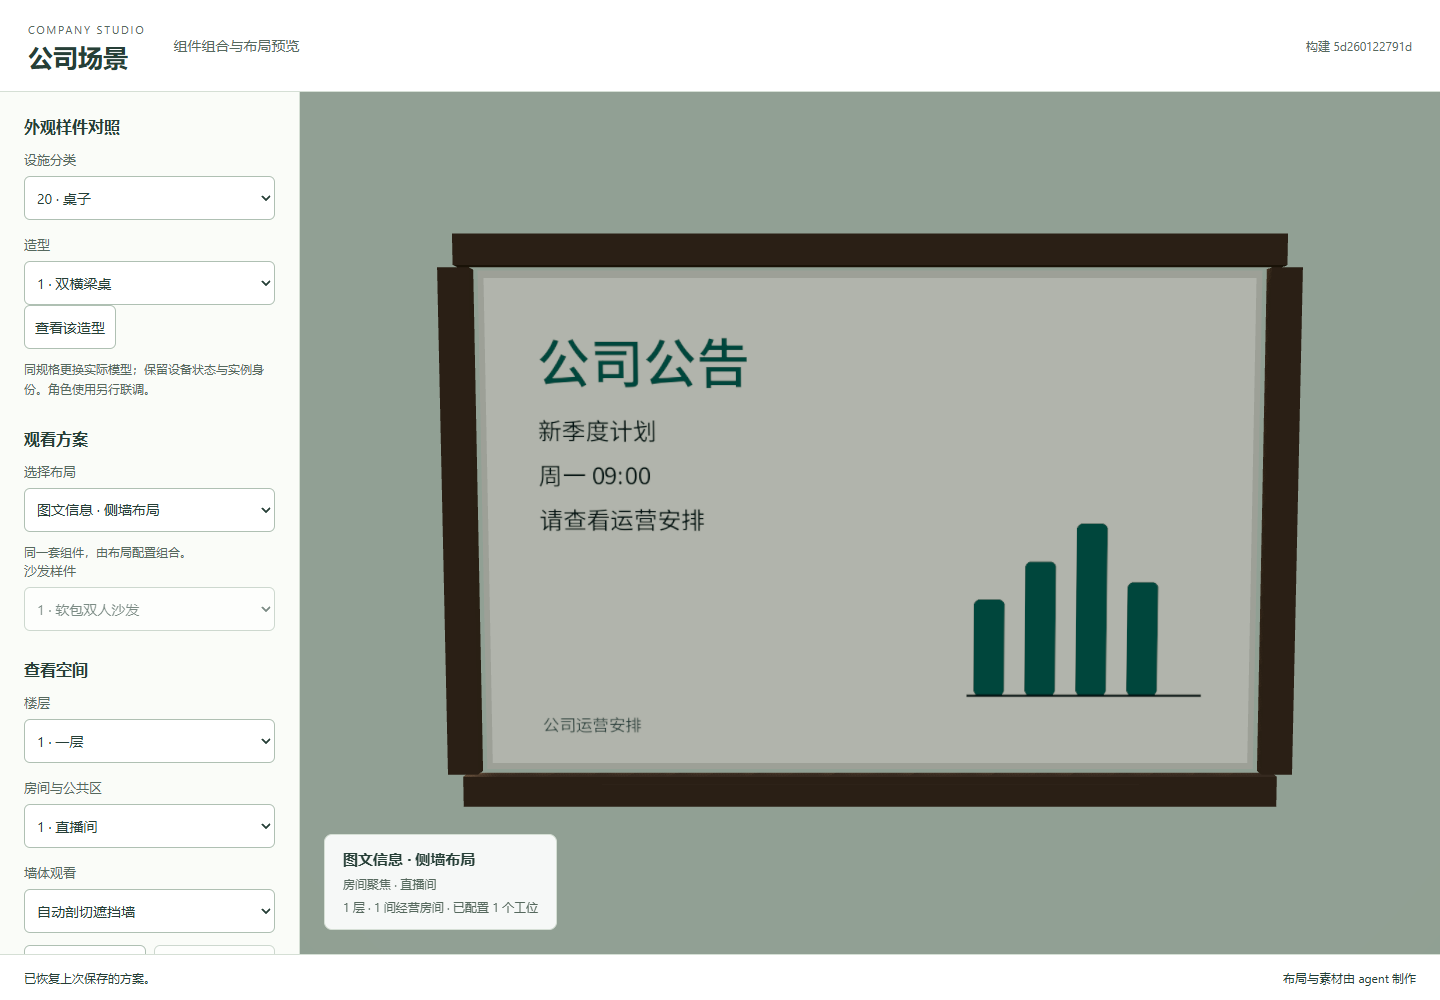 COMPANY STUDIO
公司场景
组件组合与布局预览
构建 5d260122791d
外观样件对照
设施分类
20 · 桌子
造型
1 · 双横梁桌
查看该造型
同规格更换实际模型；保留设备状态与实例身
份。角色使用另行联调。
观看方案
选择布局
图文信息 · 侧墙布局
同一套组件，由布局配置组合。
沙发样件
1 · 软包双人沙发
查看空间
楼层
1 · 一层
房间与公共区
1 · 直播间
墙体观看
自动剖切遮挡墙
公司公告
新季度计划
周一 09:00
请查看运营安排
公司运营安排
图文信息 · 侧墙布局
房间聚焦 · 直播间
1 层 · 1 间经营房间 · 已配置 1 个工位
已恢复上次保存的方案。
布局与素材由 agent 制作